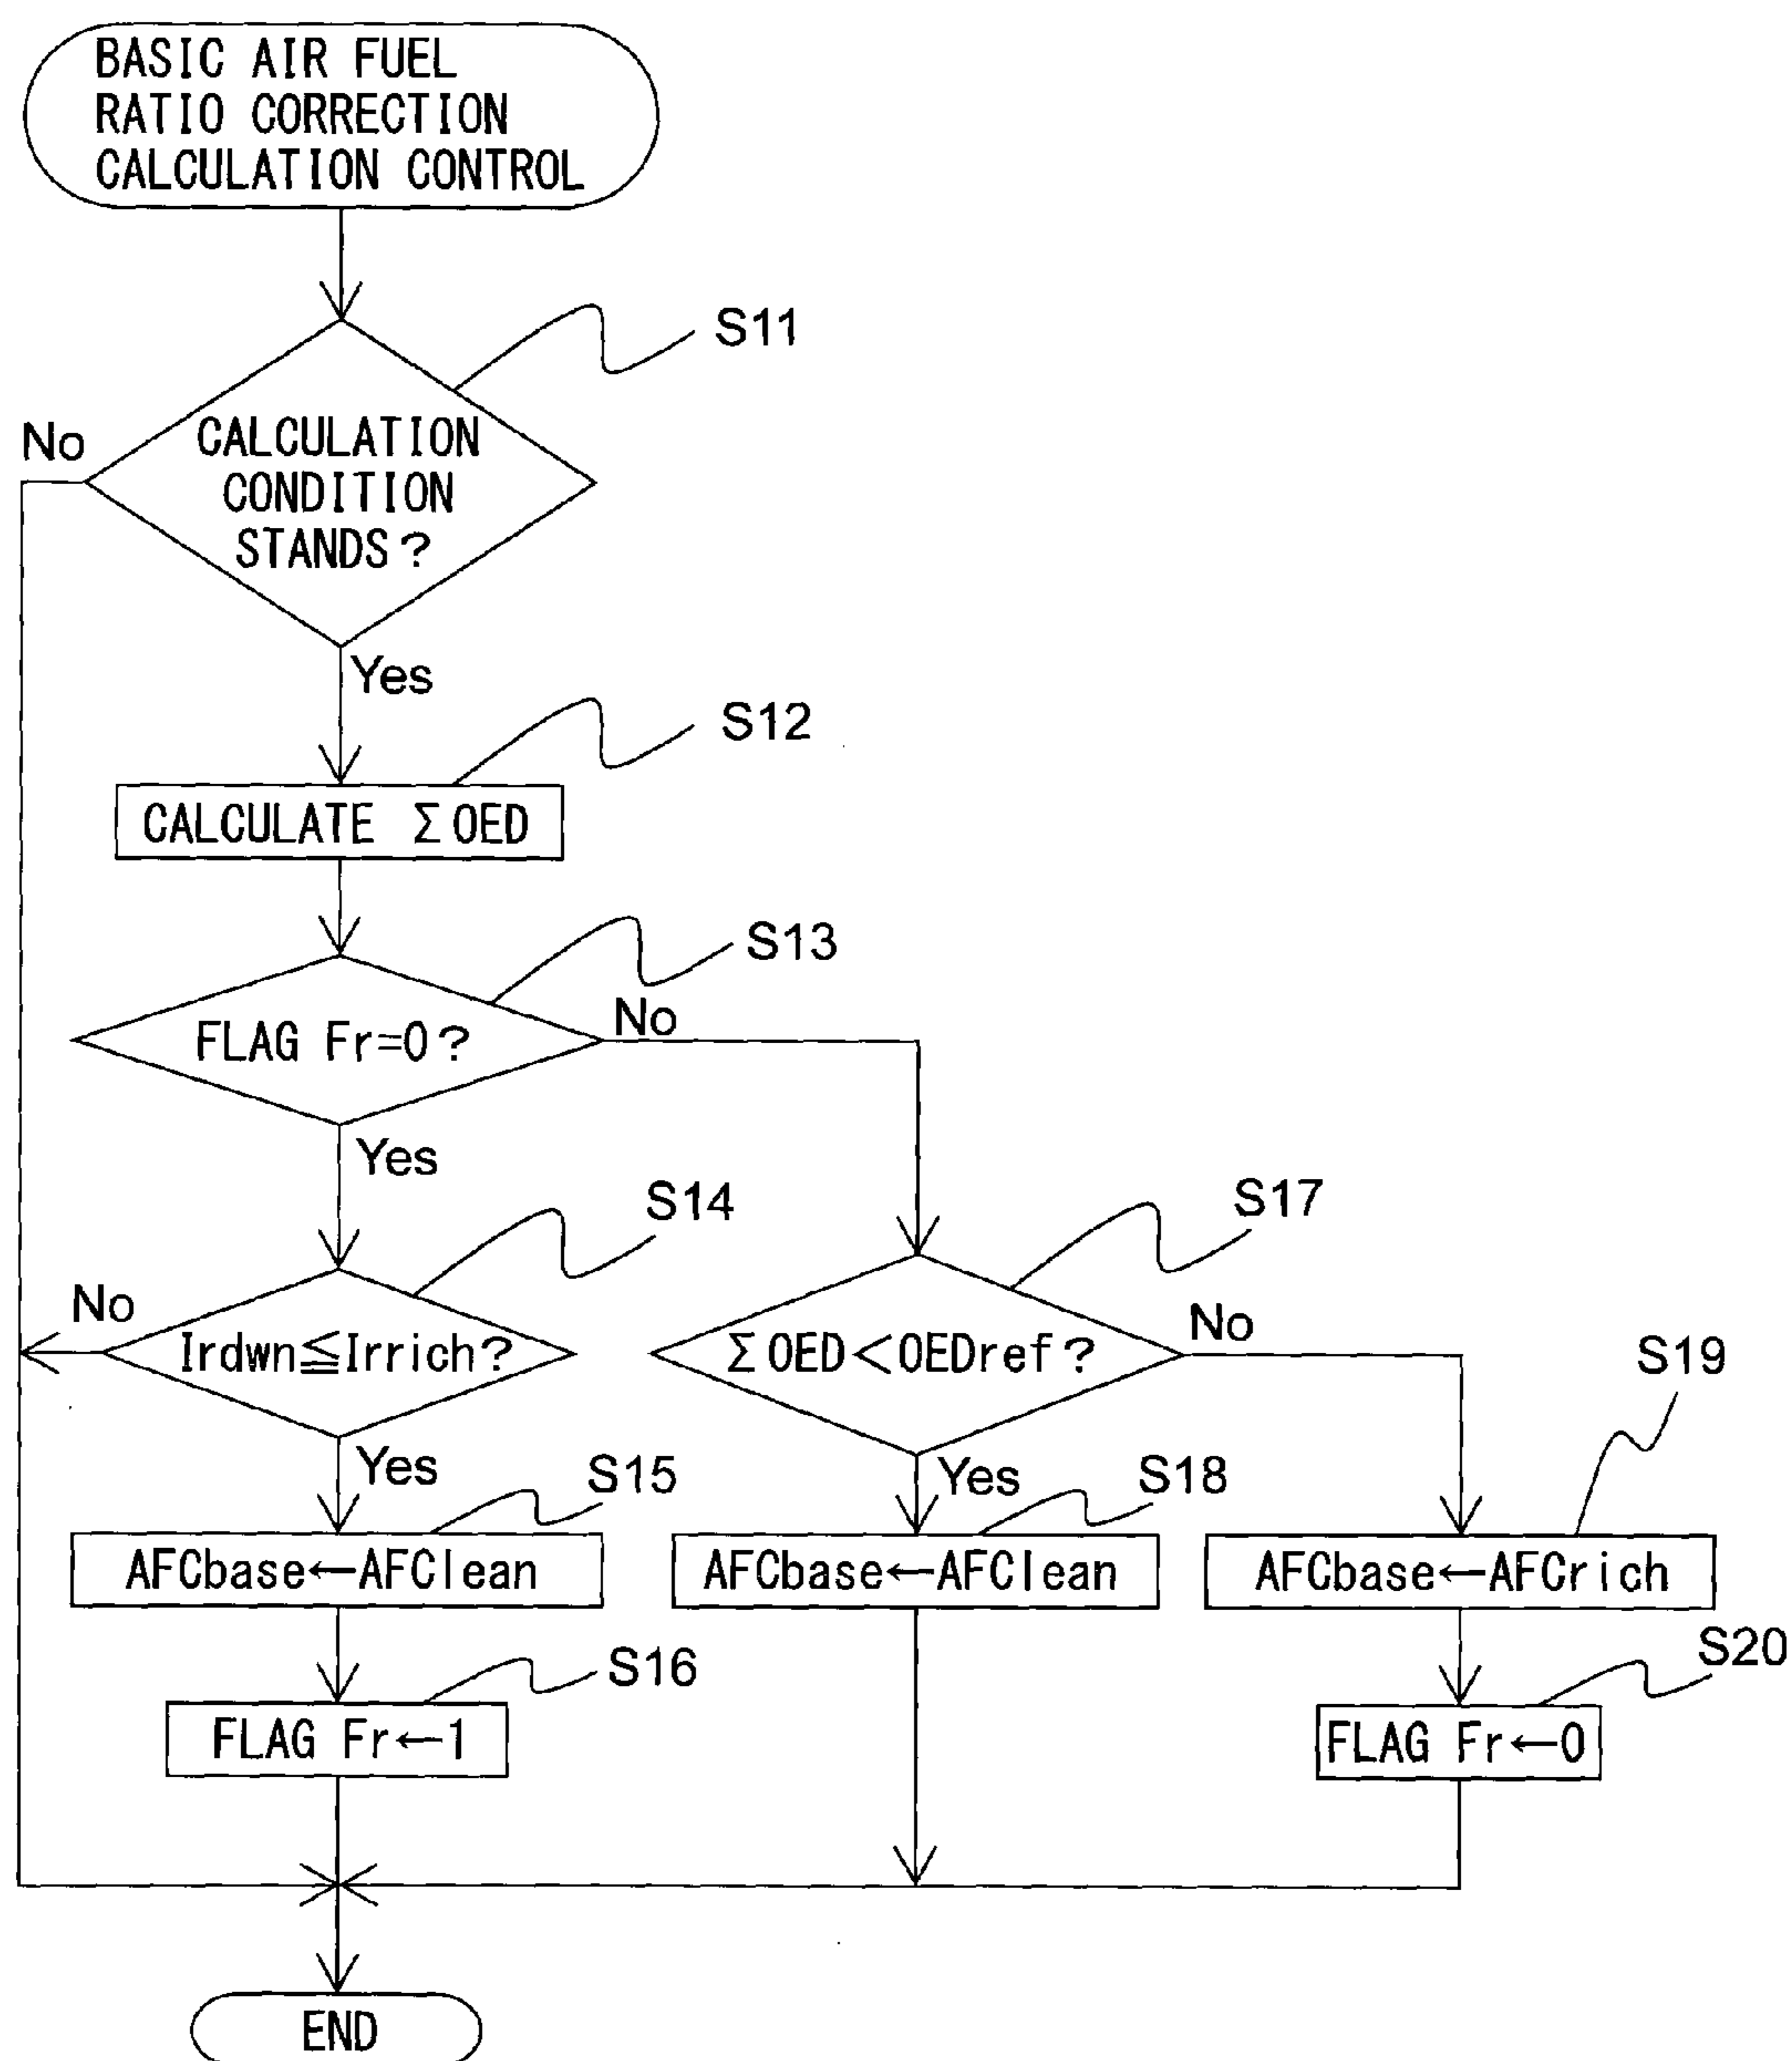 BASIC AIR FUEL
RATIO CORRECTION
CALCULATION CONTROL
S11
No
CALCULATION
CONDITION
STANDS?
Yes
S12
CALCULATE ΣOED
S13
No
FLAG Fr=0?
Yes
S14
S17
No
Irdwn≦Irrich?
ΣOED<OEDref?
No
S19
Yes
S15
Yes
S18
AFCbase←AFClean
AFCbase←AFClean
AFCbase←AFCrich
S16
S20
FLAG Fr←1
FLAG Fr←0
END